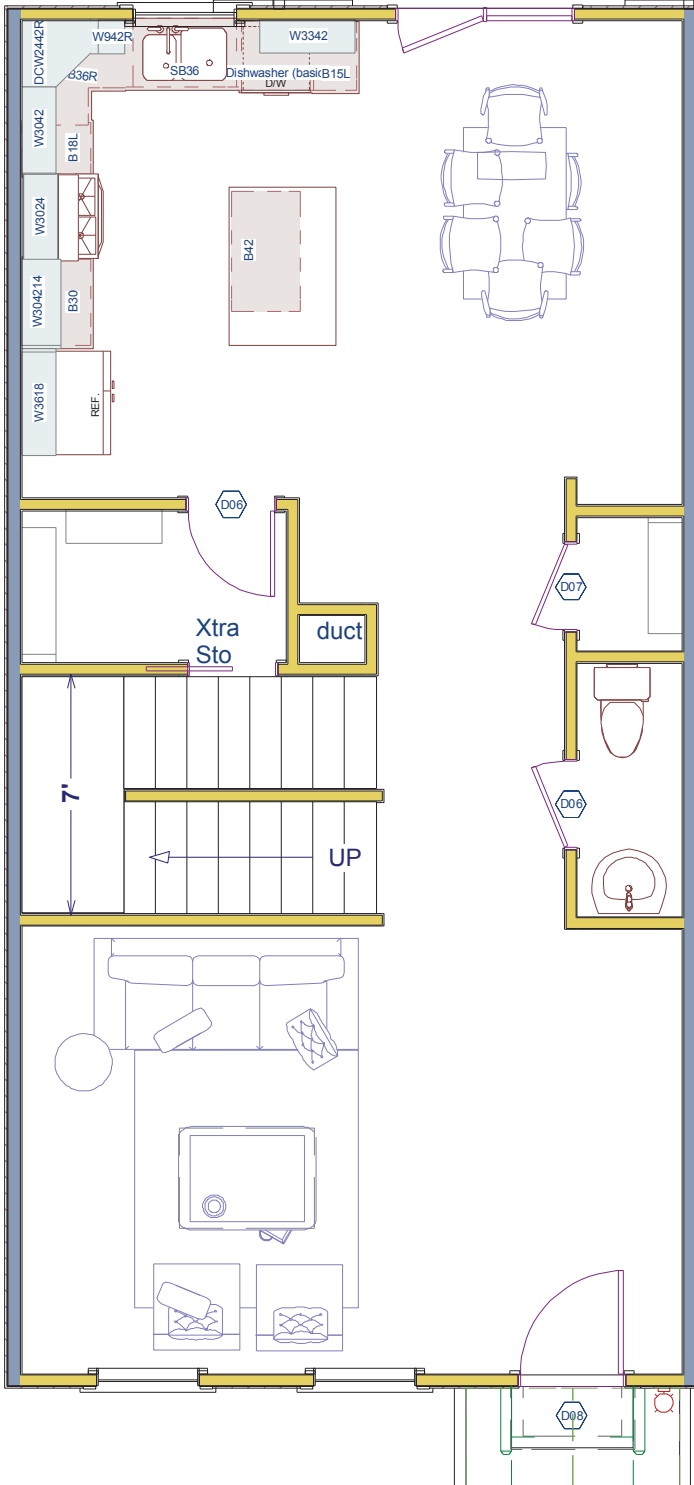 DCW2442R
W942R
W3342
B36R
SB36
Dishwasher (basic
B15L
D/W
W3042
B18L
W3024
B42
W304214
B30
W3618
REF.
D06
Xtra
Sto
duct
D07
7'
UP
D06
D08